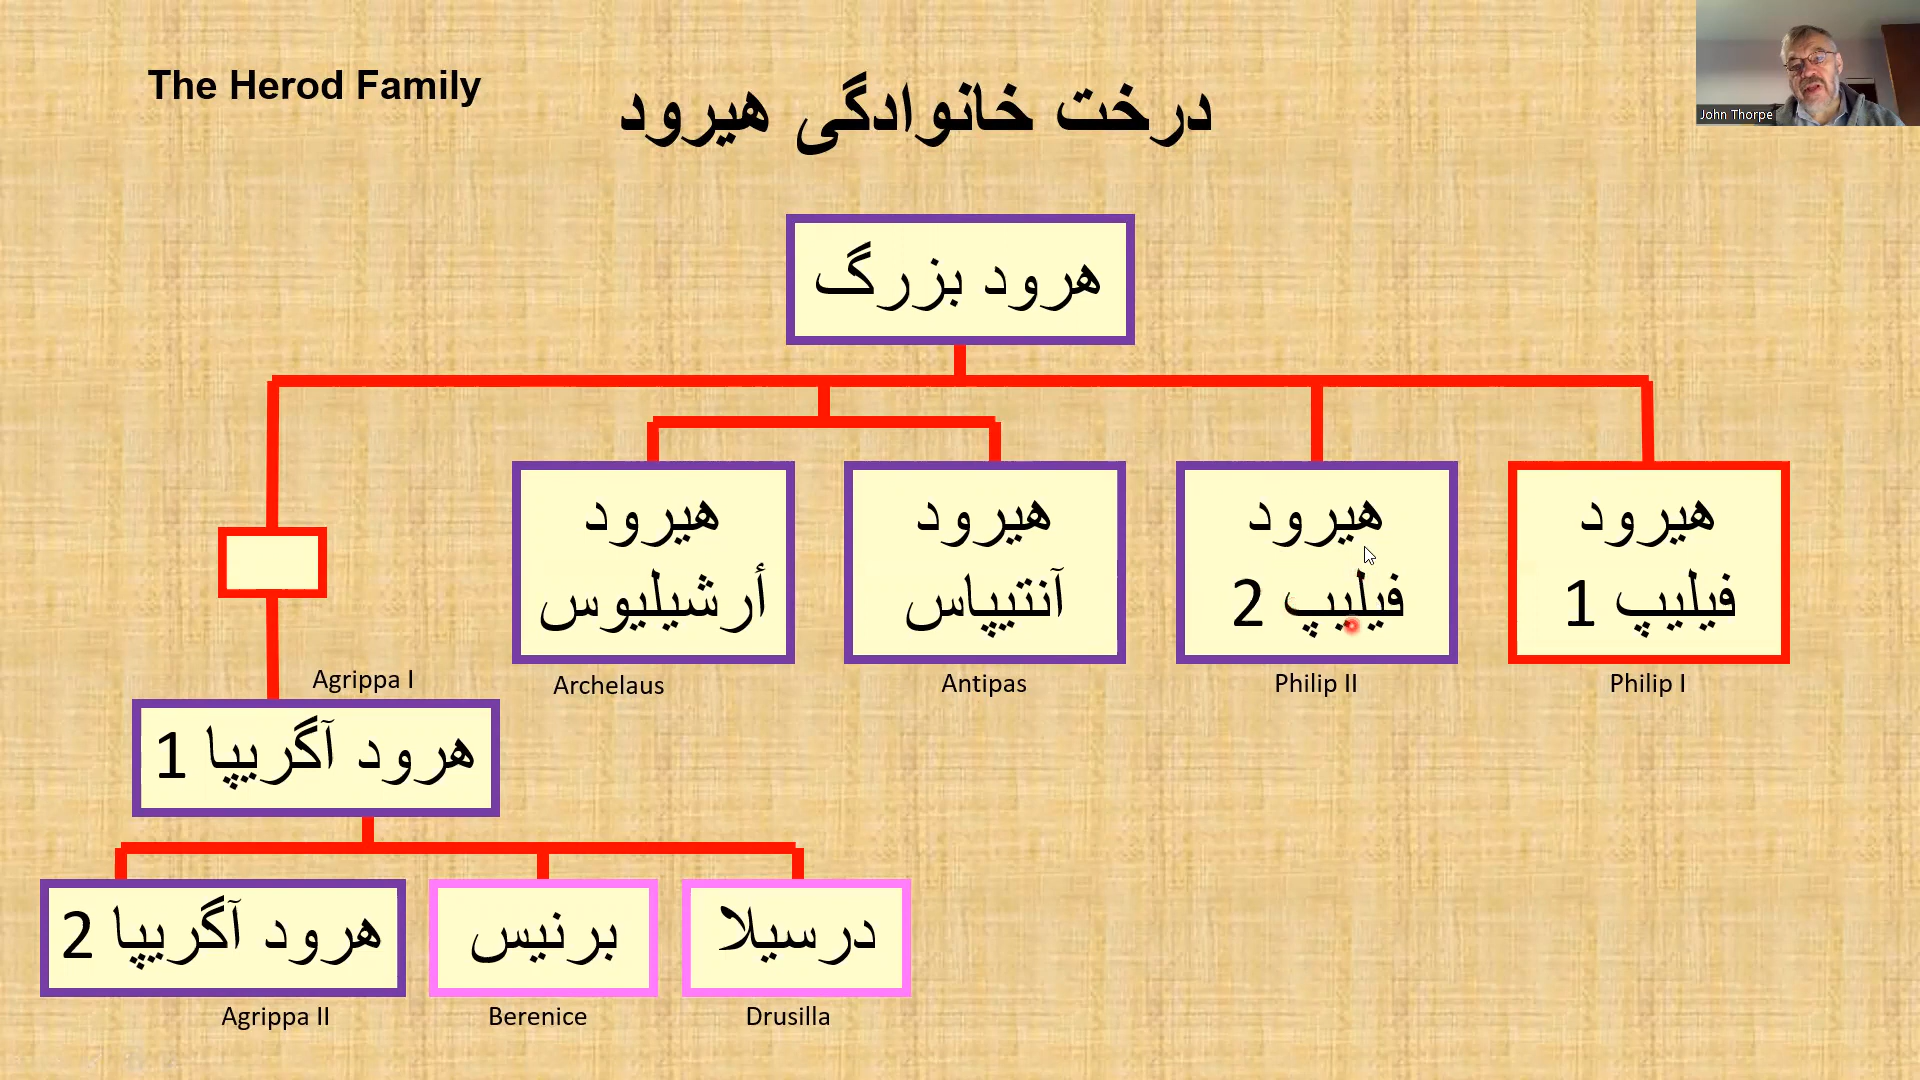 The Herod Family
درخت خانوادگی هیرود
John Thorpe
هرود بزرگ
هیرود
أرشیلیوس
Archelaus
هیرود
آنتیپاس
Antipas
هیرود
فیلیپ 2
Philip II
هیرود
فیلیپ 1
Philip I
Agrippa I
هرود آگریپا 1
هرود آگریپا 2
Agrippa II
برنیس
Berenice
درسیلا
Drusilla